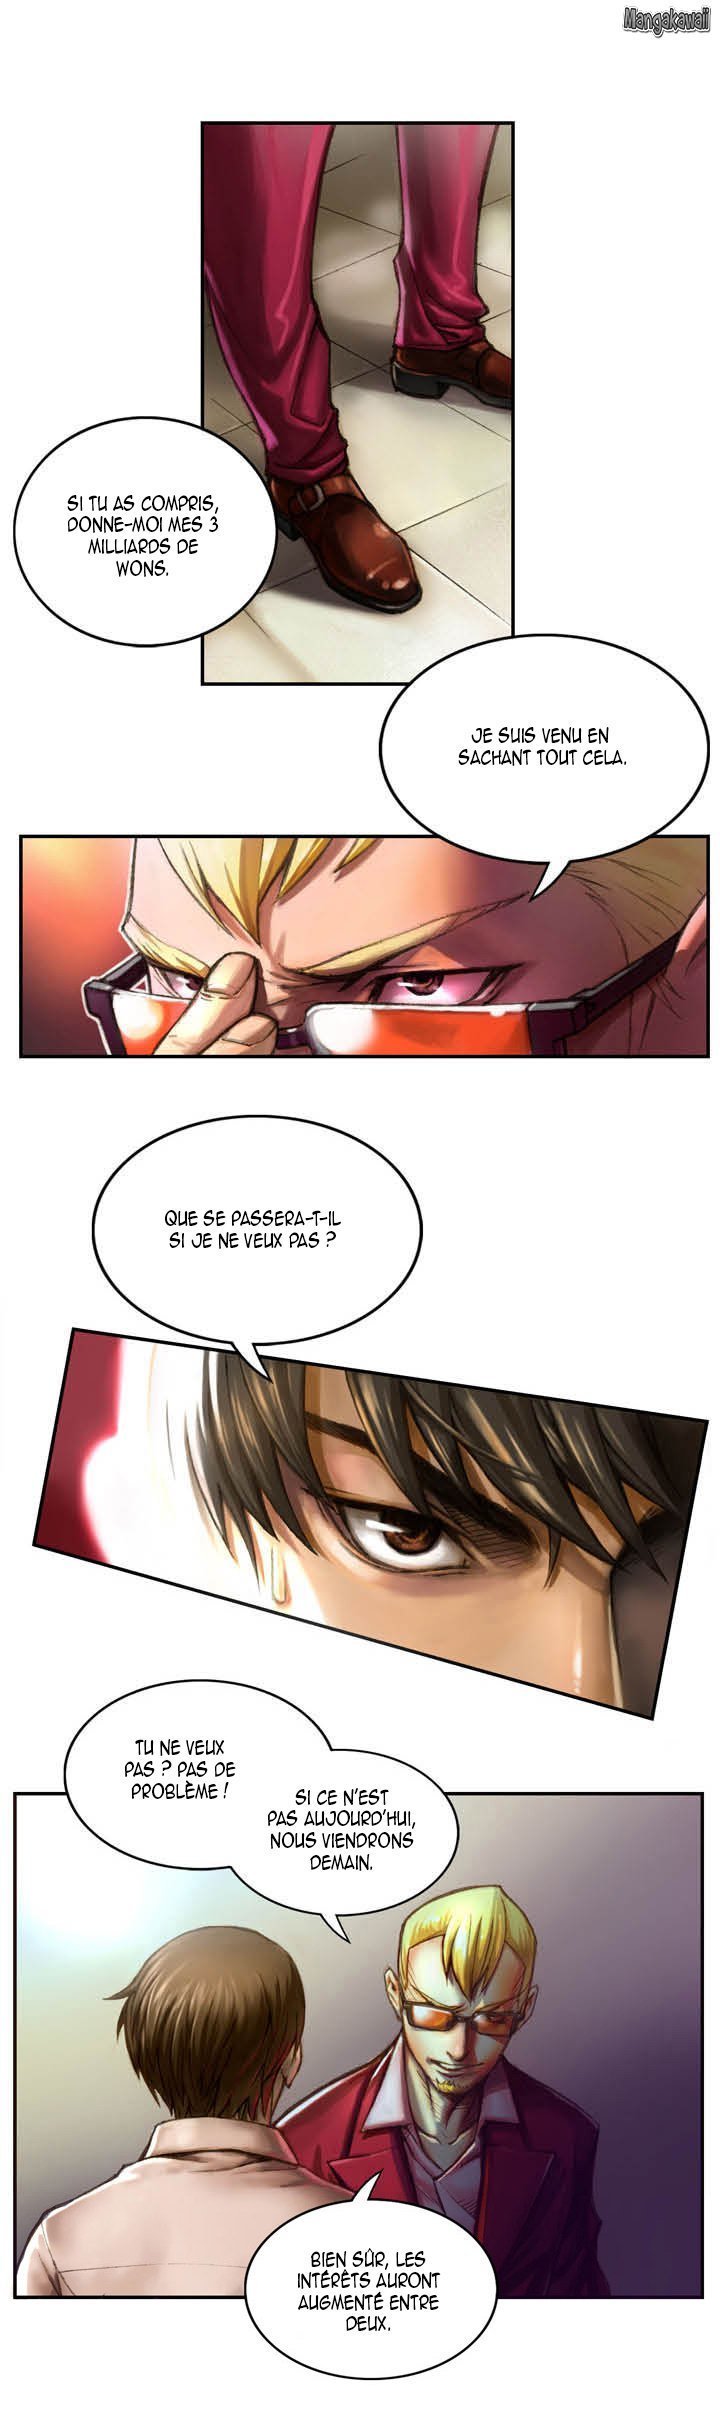 Mangakawaii
SI TU AS COMPRIS,
DONNE-MOI MES 3
MILLIARDS DE
WONS.
JE SUIS VENU EN
SACHANT TOUT CELA.
QUE SE PASSERA-T-IL
SI JE NE VEUX PAS ?
TU NE VEUX
PAS ? PAS DE
PROBLÈME !
SI CE N'EST
PAS AUJOURD'HUI,
NOUS VIENDRONS
DEMAIN.
BIEN SÛR, LES
INTÉRÊTS AURONT
AUGMENTÉ ENTRE
DEUX.